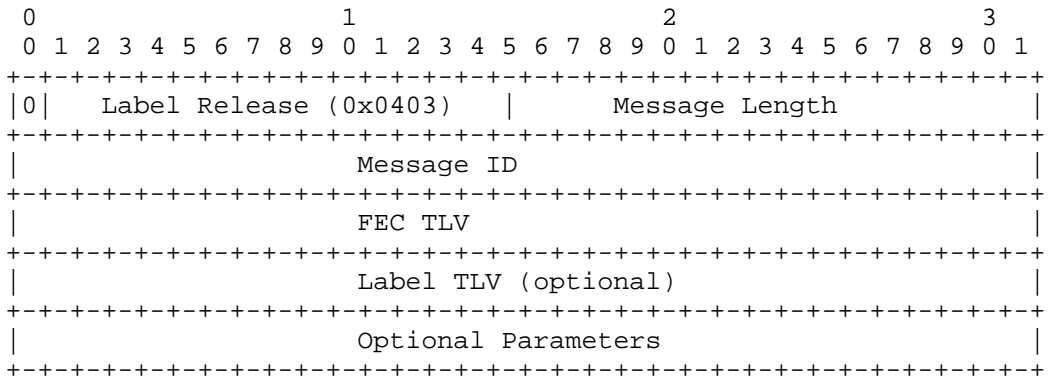 0                   1                   2                   3
 0 1 2 3 4 5 6 7 8 9 0 1 2 3 4 5 6 7 8 9 0 1 2 3 4 5 6 7 8 9 0 1
+-+-+-+-+-+-+-+-+-+-+-+-+-+-+-+-+-+-+-+-+-+-+-+-+-+-+-+-+-+-+-+-+
|0|   Label Release (0x0403)   |      Message Length            |
+-+-+-+-+-+-+-+-+-+-+-+-+-+-+-+-+-+-+-+-+-+-+-+-+-+-+-+-+-+-+-+-+
|                     Message ID                                |
+-+-+-+-+-+-+-+-+-+-+-+-+-+-+-+-+-+-+-+-+-+-+-+-+-+-+-+-+-+-+-+-+
|                     FEC TLV                                   |
+-+-+-+-+-+-+-+-+-+-+-+-+-+-+-+-+-+-+-+-+-+-+-+-+-+-+-+-+-+-+-+-+
|                     Label TLV (optional)                      |
+-+-+-+-+-+-+-+-+-+-+-+-+-+-+-+-+-+-+-+-+-+-+-+-+-+-+-+-+-+-+-+-+
|                     Optional Parameters                       |
+-+-+-+-+-+-+-+-+-+-+-+-+-+-+-+-+-+-+-+-+-+-+-+-+-+-+-+-+-+-+-+-+